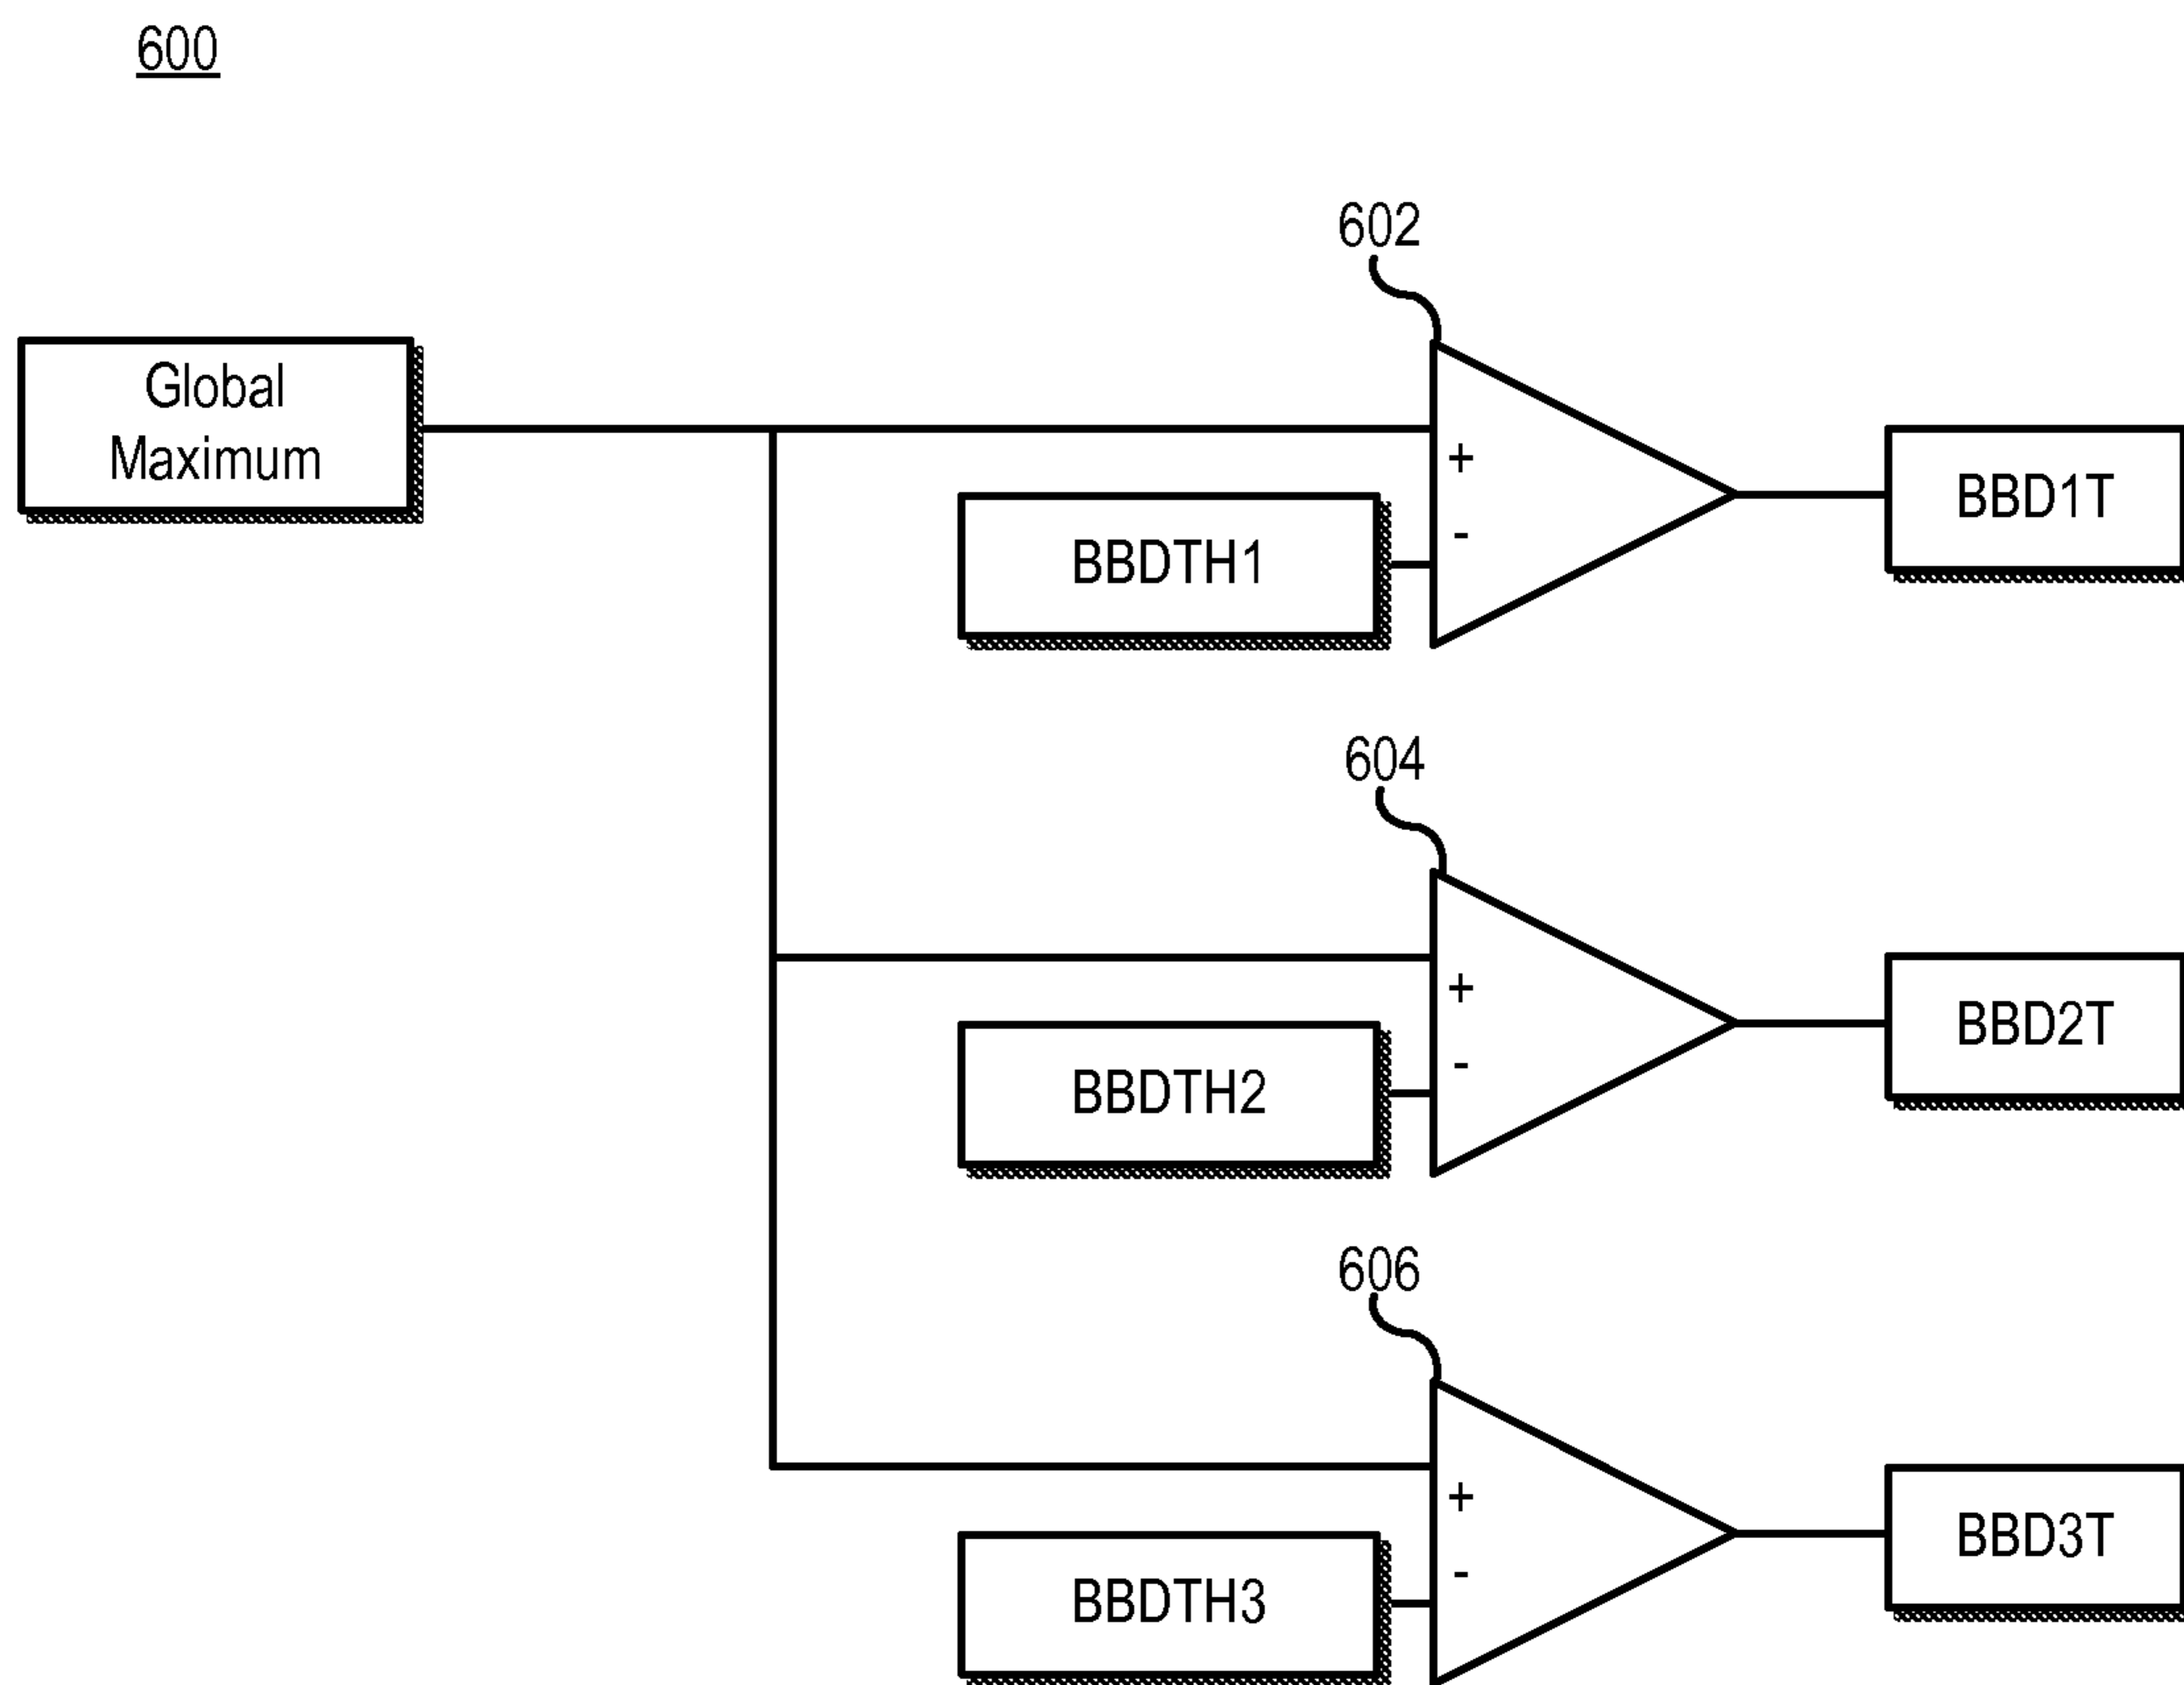 600
602
Global
Maximum
+
-
BBDTH1
BBD1T
604
+
-
BBDTH2
BBD2T
606
+
-
BBDTH3
BBD3T